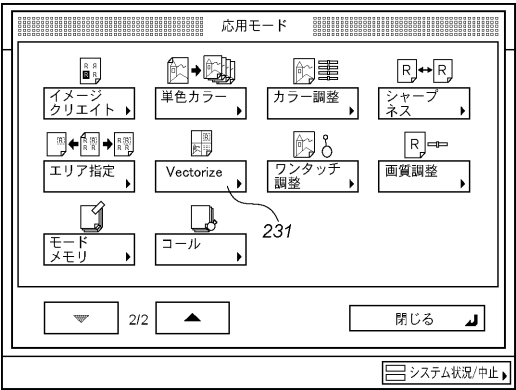 応用モード
イメージ
クリエイト
単色カラー
カラー調整
シャープ
ネス
エリア指定
Vectorize
ワンタッチ
調整
画質調整
モード
メモリ
コール
231
2/2
閉じる
システム状況/中止